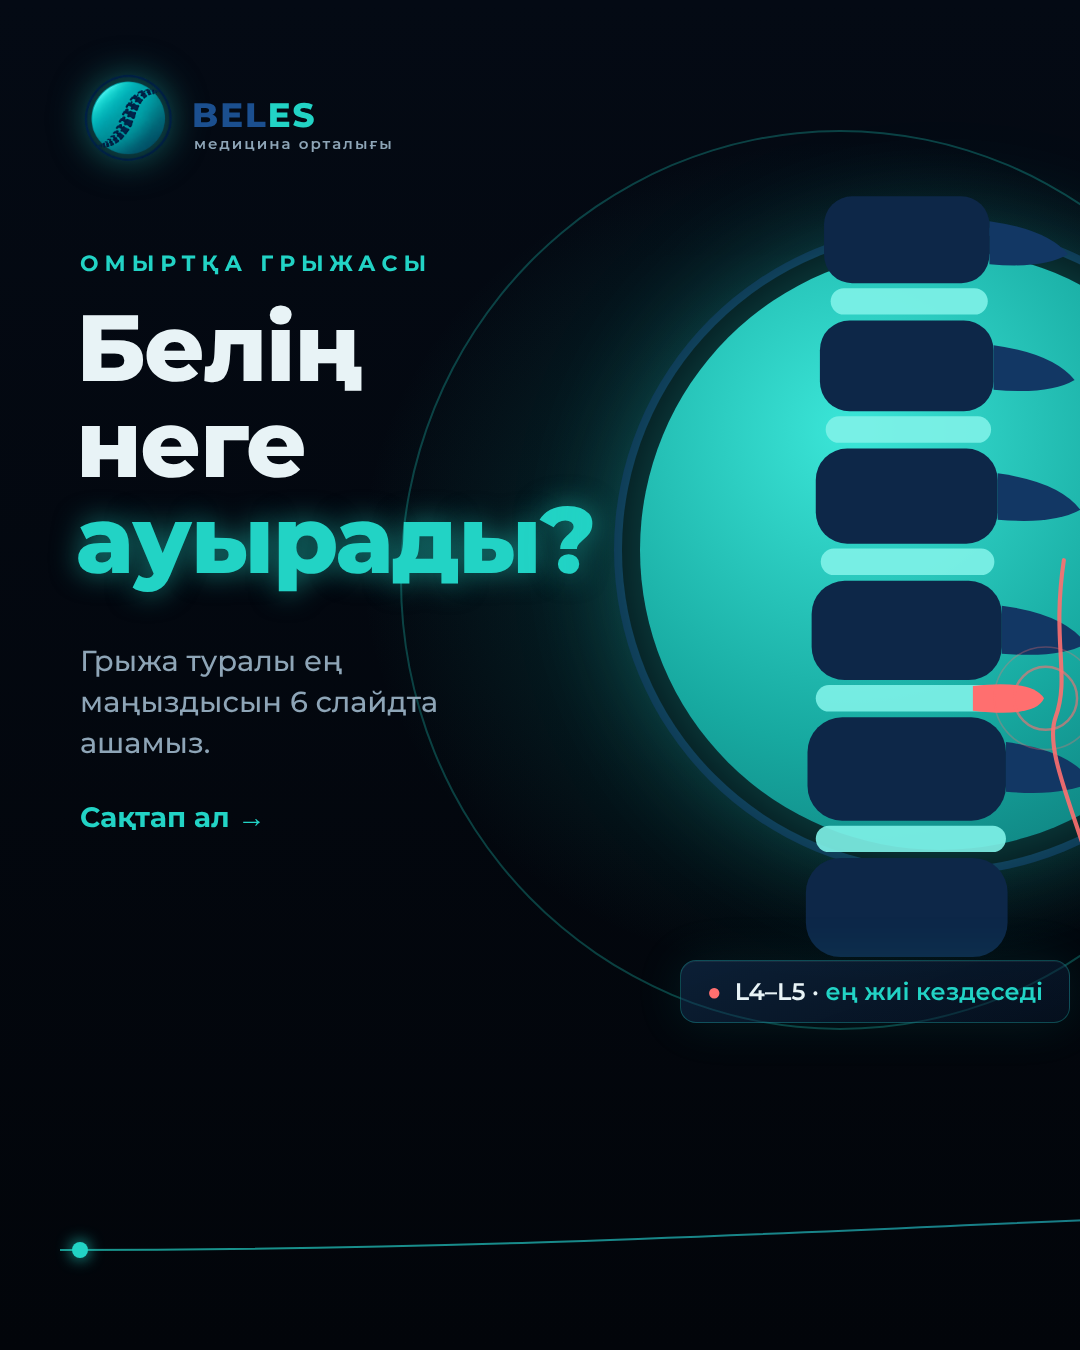 BELES
медицина орталығы
ОМЫРТҚА ГРЫЖАСЫ
Белің
неге
ауырады?
Грыжа туралы ең
маңыздысын 6 слайдта
ашамыз.
Сақтап ал →
L4–L5 · ең жиі кездеседі